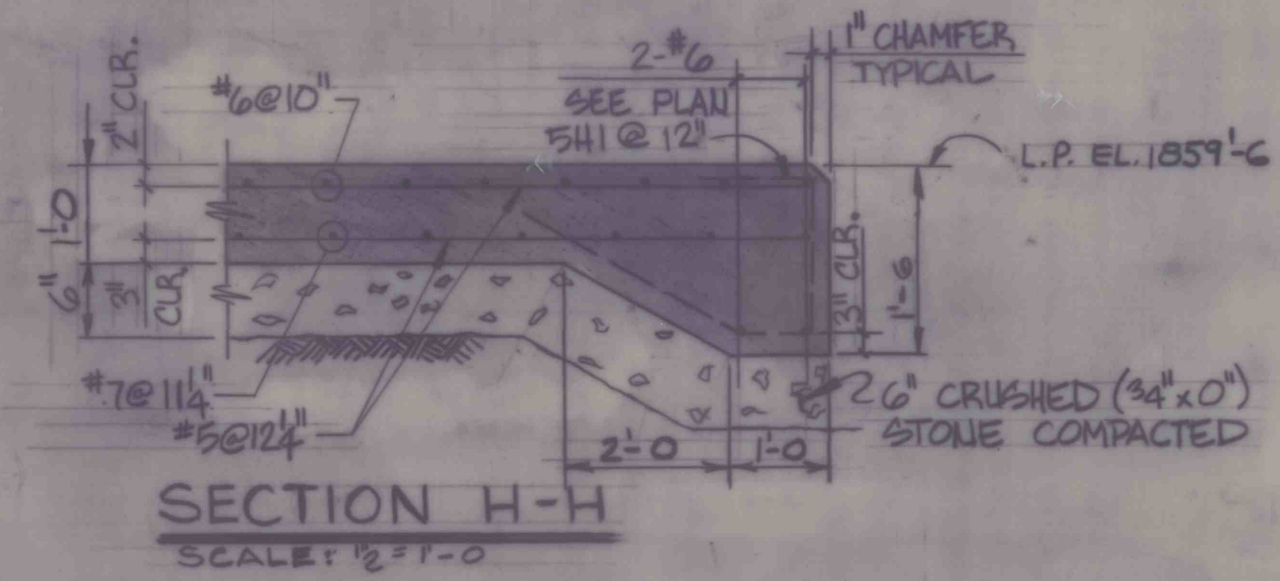 1" CHAMFER
TYPICAL
2-#6
SEE PLAN
5H1 @ 12"
#6@10"
2" CLR.
L.P. EL. 1859'-6
1'-0
6"
3"
CLR.
3" CLR.
1'-6
#7@11¼"
#5@12¼"
2'-0
1'-0
6" CRUSHED (¾"x0")
STONE COMPACTED
SECTION H-H
SCALE: ½"=1'-0